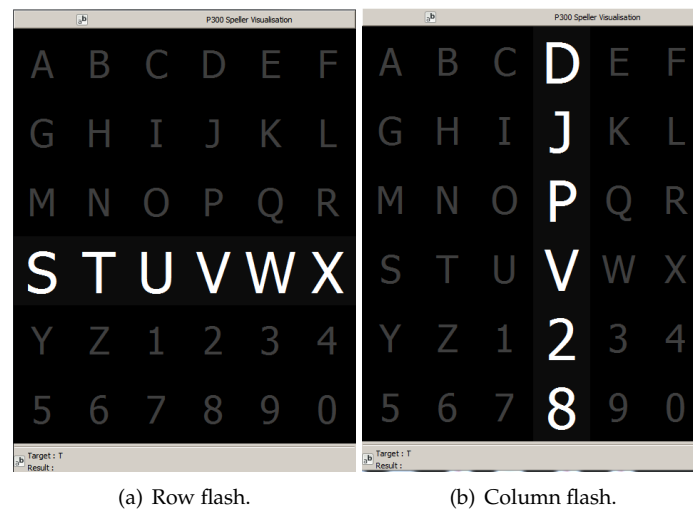 P300 Speller Visualisation
A B C D E F
G H I J K L
M N O P Q R
S T U V W X
Y Z 1 2 3 4
5 6 7 8 9 0
Target : T
Result :
(a) Row flash.
P300 Speller Visualisation
A B C D E F
G H I J K L
M N O P Q R
S T U V W X
Y Z 1 2 3 4
5 6 7 8 9 0
Target : T
Result :
(b) Column flash.